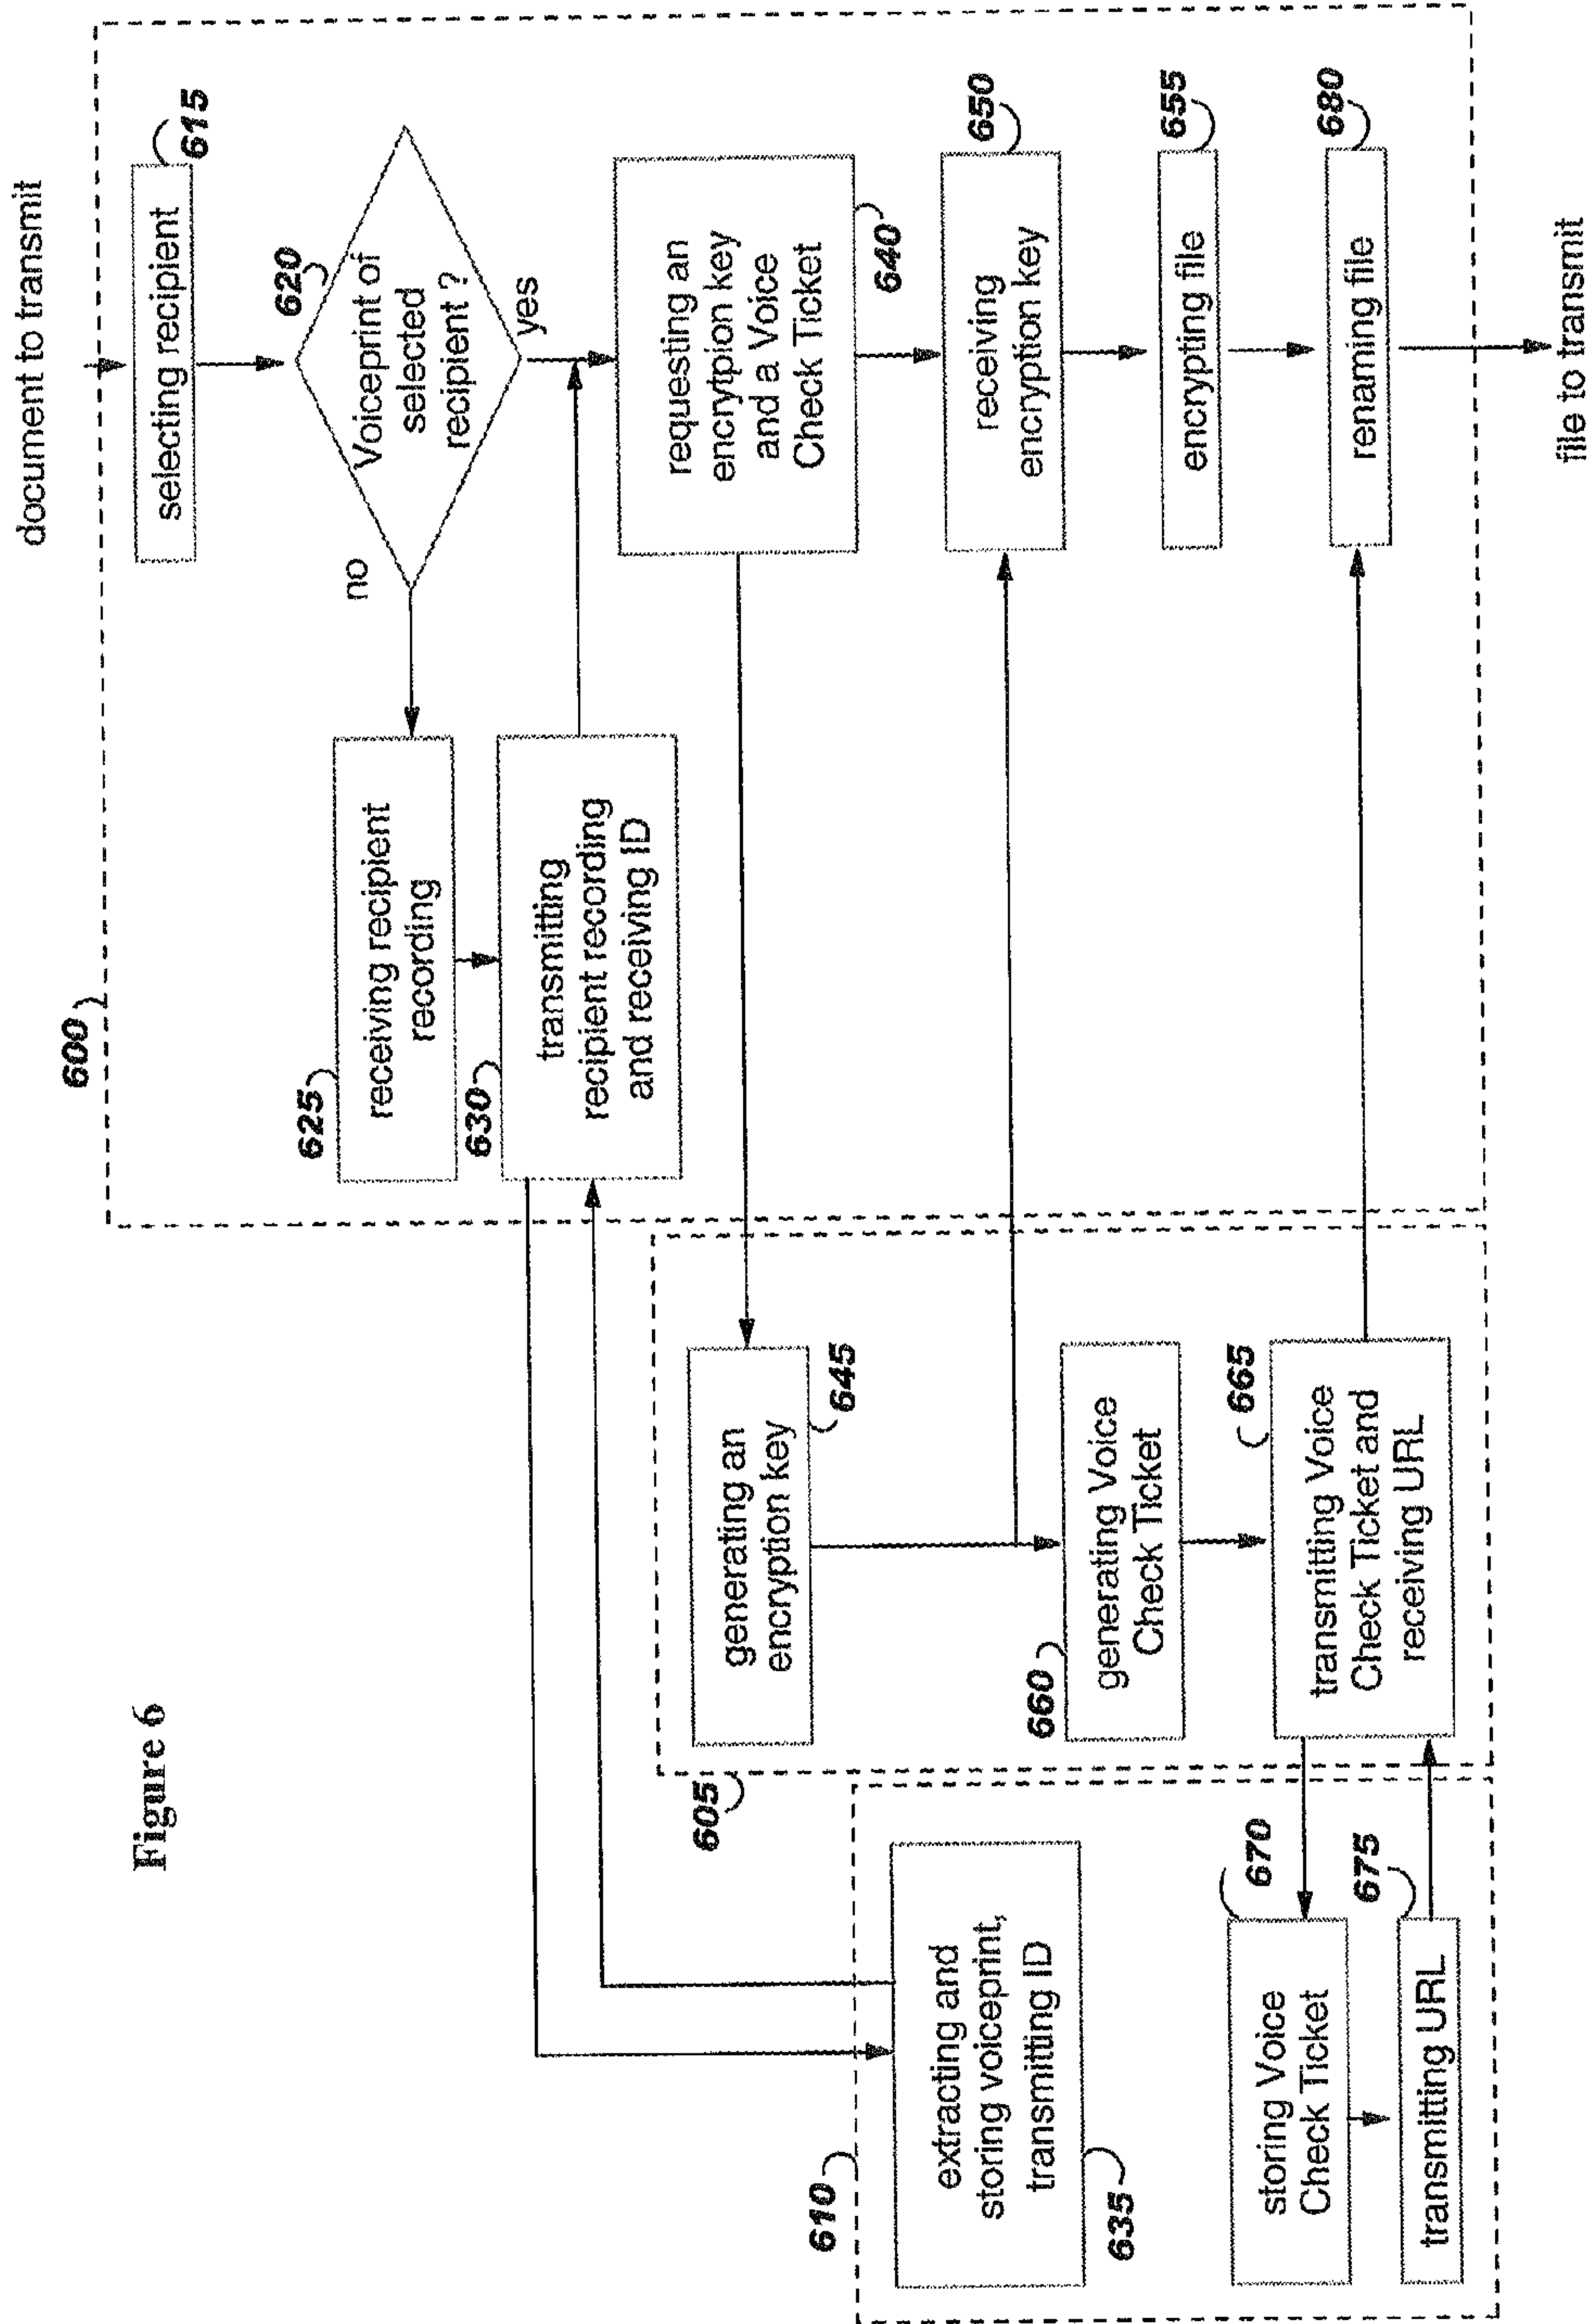 document to transmit
615
selecting recipient
620
Voiceprint of
selected
recipient ?
no
yes
600
625
receiving recipient
recording
630
transmitting
recipient recording
and receiving ID
requesting an
encrytpion key
and a Voice
Check Ticket
640
receiving
encryption key
650
encrypting file
655
renaming file
680
file to transmit
605
generating an
encryption key
645
660
generating Voice
Check Ticket
665
transmitting Voice
Check Ticket and
receiving URL
610
extracting and
storing voiceprint,
transmitting ID
635
670
storing Voice
Check Ticket
675
transmitting URL
Figure 6